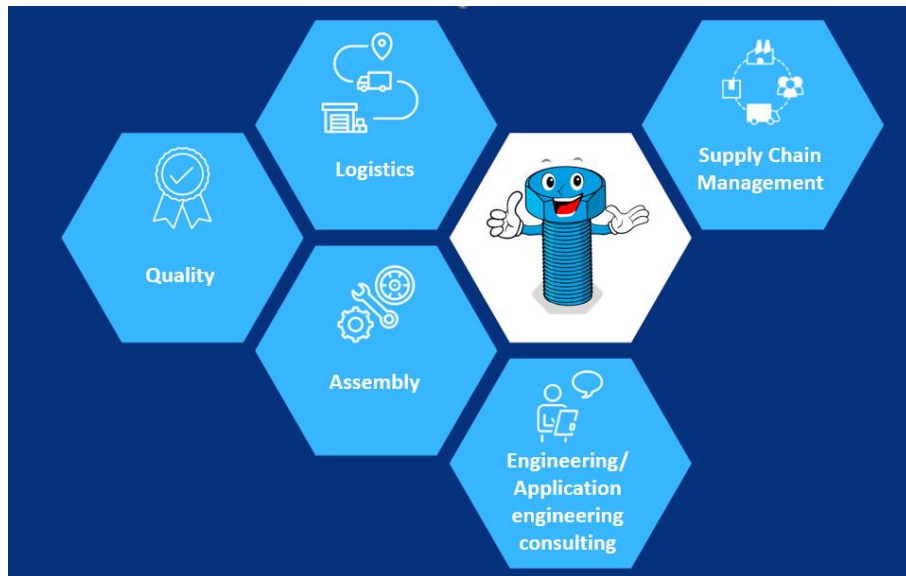 Logistics
Supply Chain
Management
Quality
Assembly
Engineering/
Application
engineering
consulting